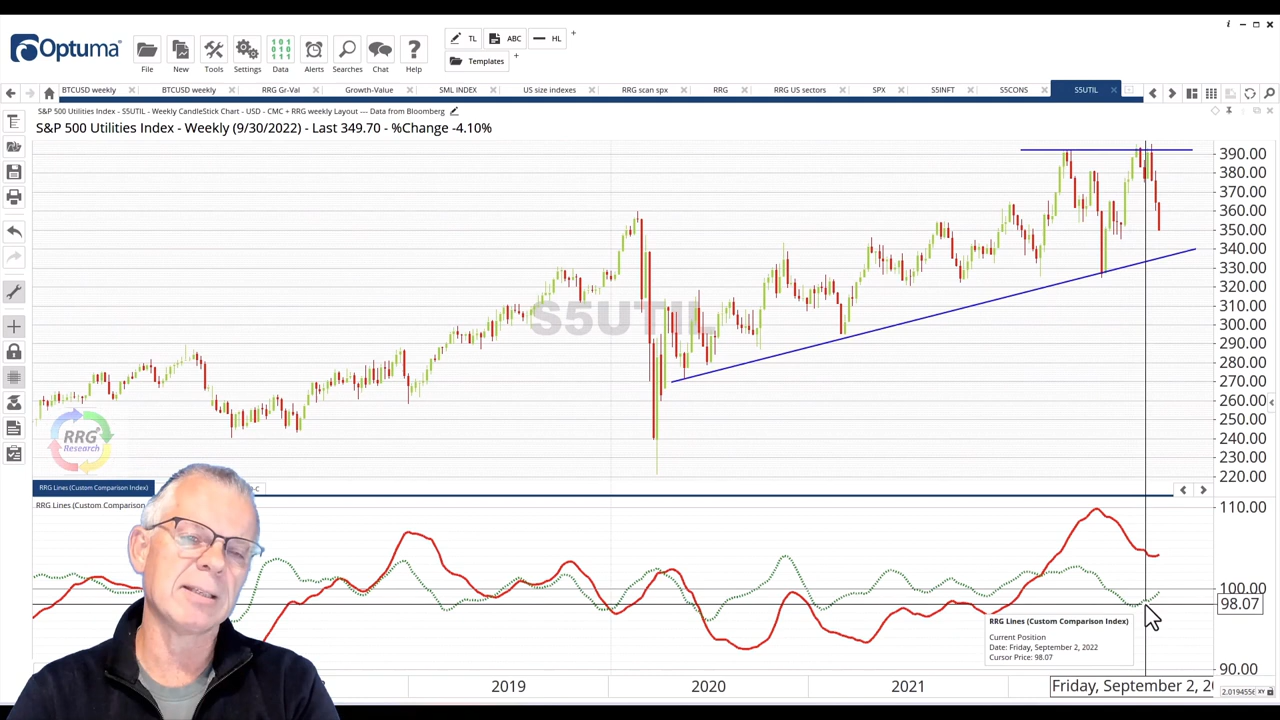 Optuma
TL ABC HL
Templates
File New Tools Settings Data Alerts Searches Chat Help
BTCUSD weekly BTCUSD weekly RRG Gr-Val Growth-Value SML INDEX US size indexes RRG scan spx RRG RRG US sectors SPX S5INFT S5CONS S5UTIL
S&P 500 Utilities Index - S5UTIL - Weekly CandleStick Chart - USD - CMC + RRG weekly Layout --- Data from Bloomberg
S&P 500 Utilities Index - Weekly (9/30/2022) - Last 349.70 - %Change -4.10%
390.00
380.00
370.00
360.00
350.00
340.00
330.00
320.00
310.00
300.00
290.00
280.00
270.00
260.00
250.00
240.00
230.00
220.00
S5UTIL
RRG
Research
RRG Lines (Custom Comparison Index)
RRG Lines (Custom Comparison
110.00
100.00
98.07
90.00
RRG Lines (Custom Comparison Index)
Current Position
Date: Friday, September 2, 2022
Cursor Price: 98.07
2019 2020 2021 Friday, September 2, 20
2.0194556 XY